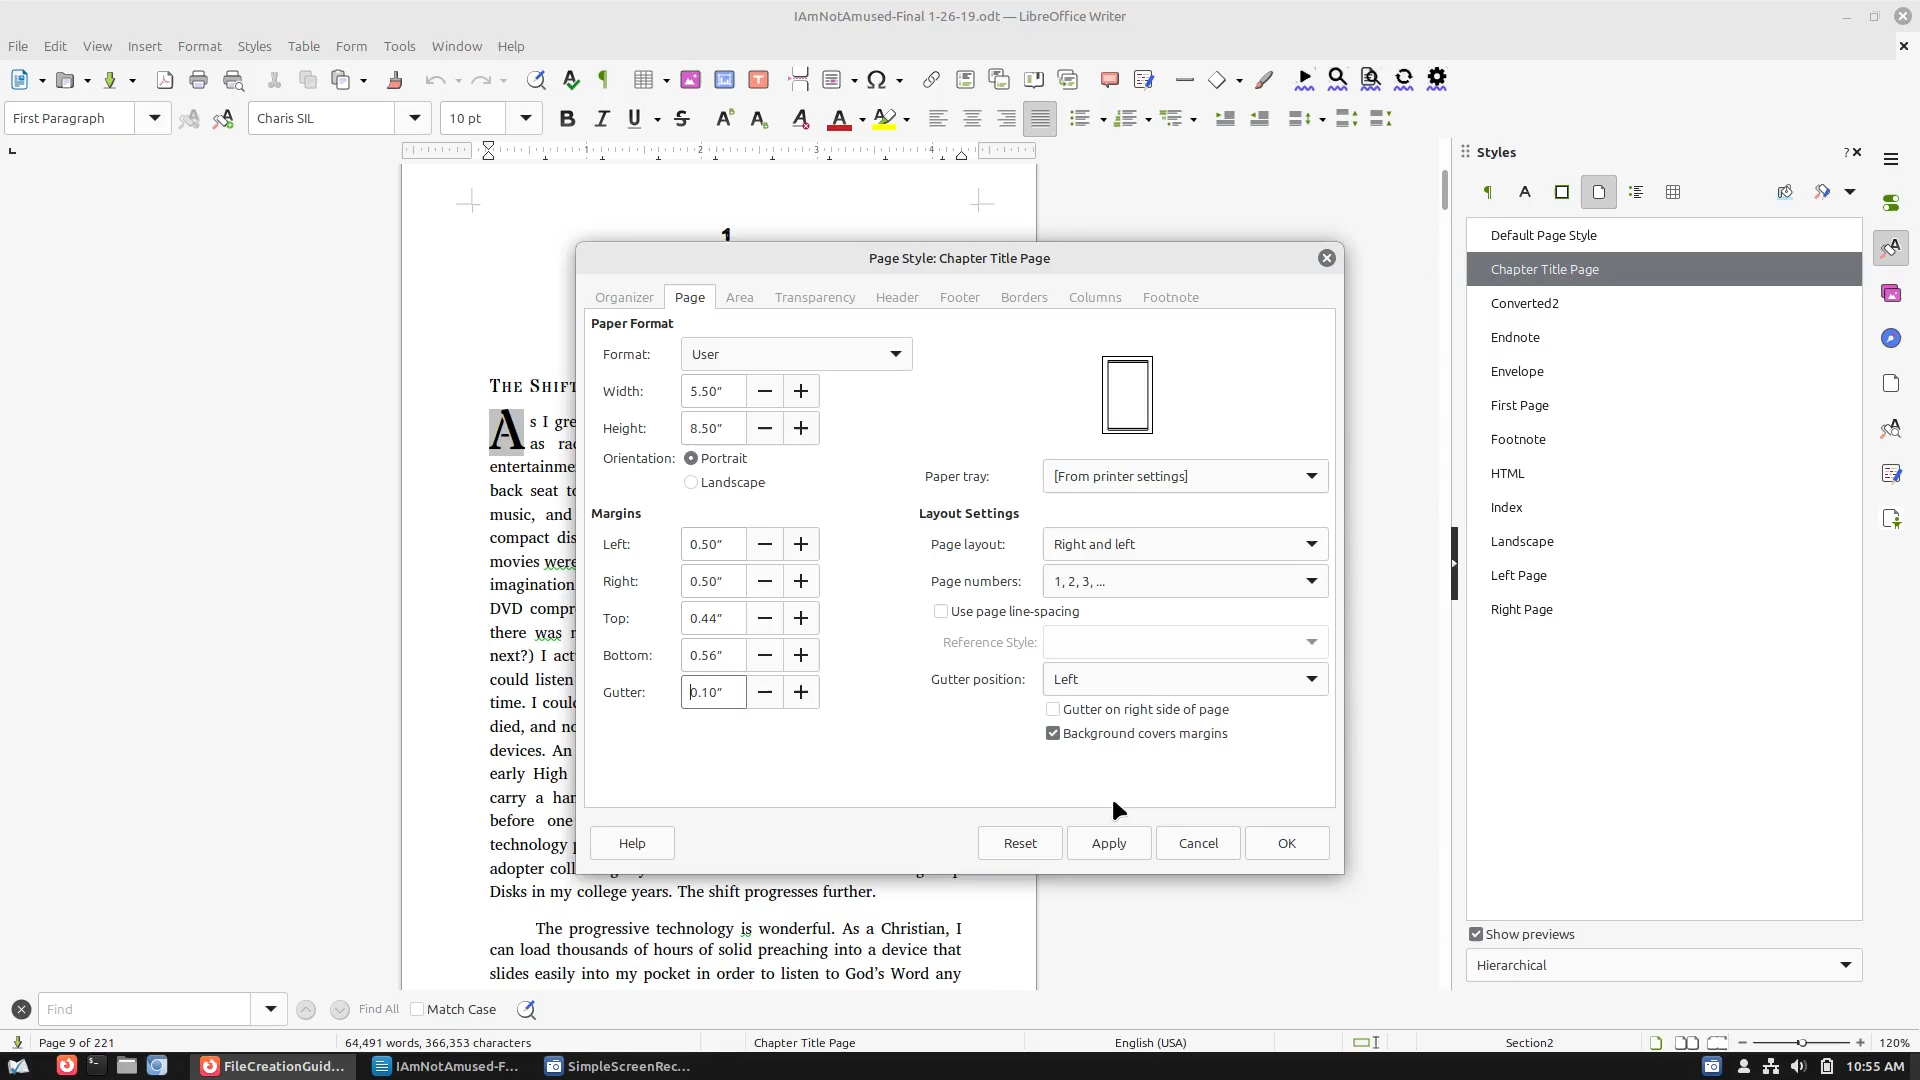 IAmNotAmused-Final 1-26-19.odt — LibreOffice Writer
File Edit View Insert Format Styles Table Form Tools Window Help
First Paragraph Charis SIL 10 pt
1 2 3 4
Styles
Default Page Style
Chapter Title Page
Converted2
Endnote
Envelope
First Page
Footnote
HTML
Index
Landscape
Left Page
Right Page
Show previews
Hierarchical
1
THE SHIFT
As I gre
as rad
entertainme
back seat to
music, and
compact dis
movies were
imagination
DVD compr
there was n
next?) I actu
could listen
time. I could
died, and no
devices. An
early High
carry a han
before one
technology p
adopter coll
Disks in my college years. The shift progresses further.
The progressive technology is wonderful. As a Christian, I
can load thousands of hours of solid preaching into a device that
slides easily into my pocket in order to listen to God’s Word any
Page Style: Chapter Title Page
Organizer Page Area Transparency Header Footer Borders Columns Footnote
Paper Format
Format: User
Width: 5.50″
Height: 8.50″
Orientation: Portrait
Landscape
Paper tray: [From printer settings]
Margins
Left: 0.50″
Right: 0.50″
Top: 0.44″
Bottom: 0.56″
Gutter: 0.10″
Layout Settings
Page layout: Right and left
Page numbers: 1, 2, 3, ...
Use page line-spacing
Reference Style:
Gutter position: Left
Gutter on right side of page
Background covers margins
Help Reset Apply Cancel OK
Find Find All Match Case
Page 9 of 221 64,491 words, 366,353 characters Chapter Title Page English (USA) Section2 120%
FileCreationGuid... IAmNotAmused-F... SimpleScreenRec... 10:55 AM